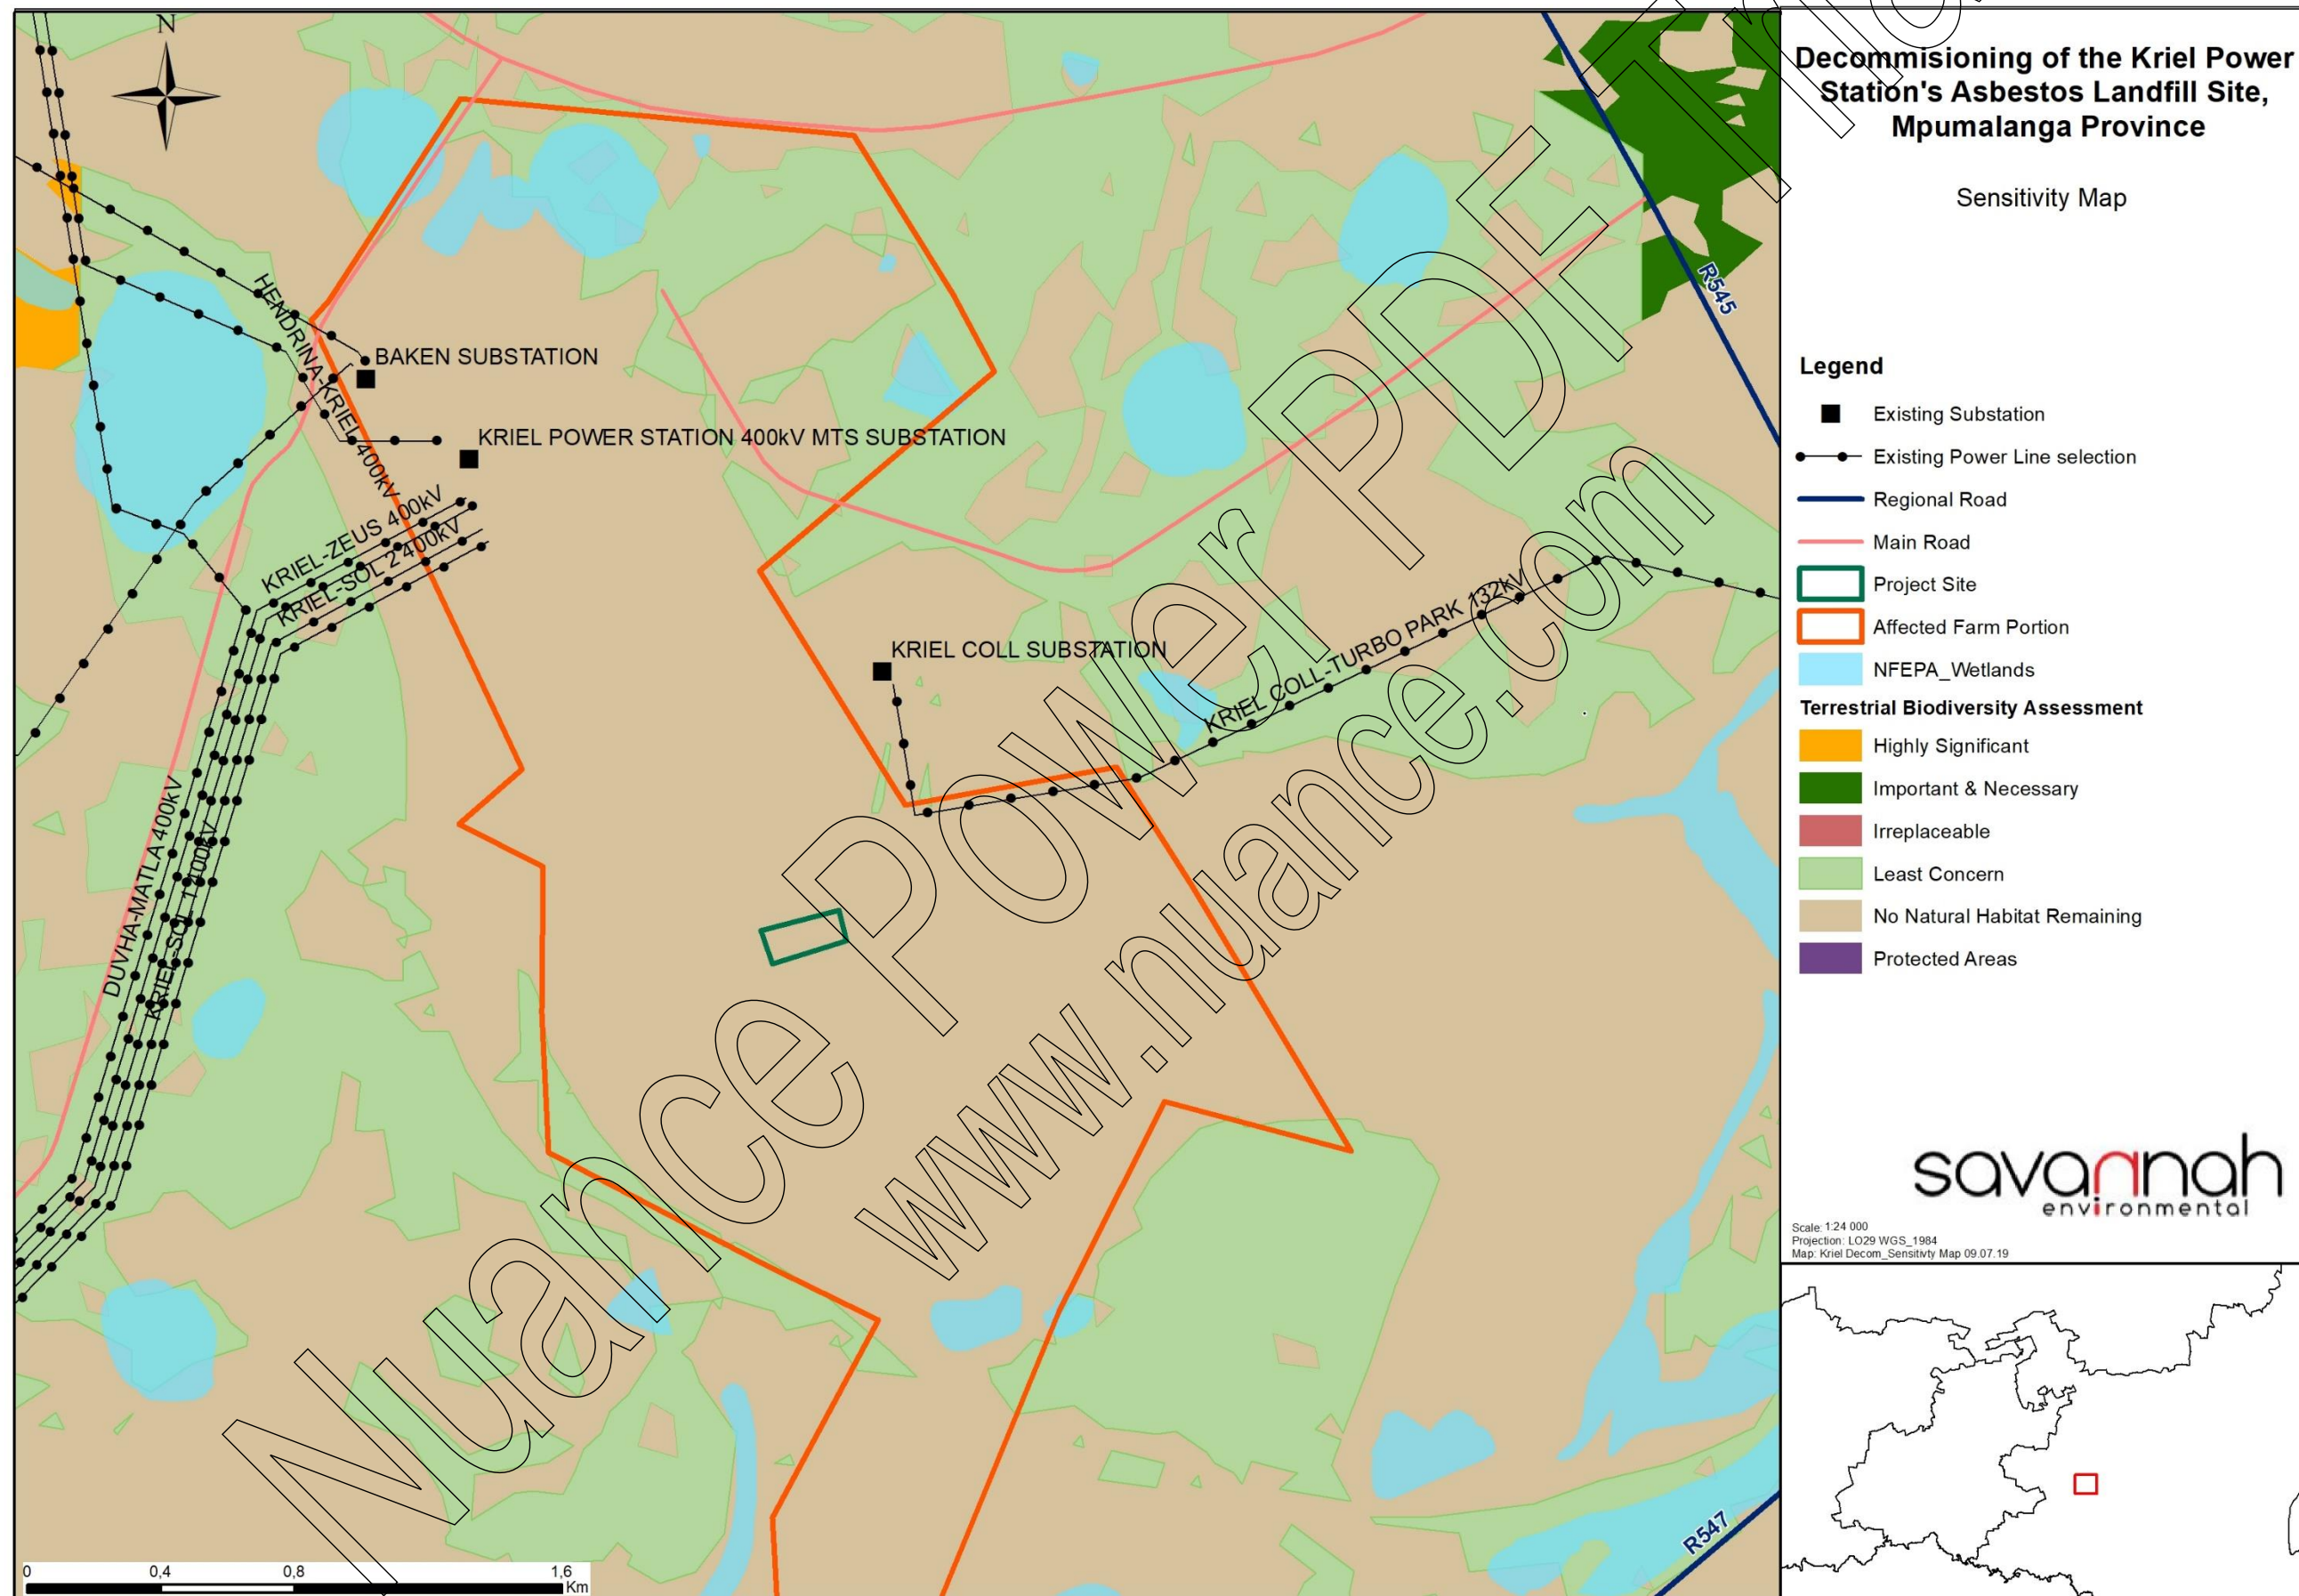 N
HENDRINA-KRIEL 400kV
BAKEN SUBSTATION
KRIEL POWER STATION 400kV MTS SUBSTATION
KRIEL-ZEUS 400kV
KRIEL-SOL 2 400kV
KRIEL COLL SUBSTATION
KRIEL COLL-TURBO PARK 132kV
DUVHA-MATLA 400kV
KRIEL-SOL 1 400kV
R545
R547
0 0,4 0,8 1,6
Km
Nuance Power PDF
www.nuance.com
Decommisioning of the Kriel Power
Station's Asbestos Landfill Site,
Mpumalanga Province
Sensitivity Map
Legend
Existing Substation
Existing Power Line selection
Regional Road
Main Road
Project Site
Affected Farm Portion
NFEPA_Wetlands
Terrestrial Biodiversity Assessment
Highly Significant
Important & Necessary
Irreplaceable
Least Concern
No Natural Habitat Remaining
Protected Areas
savannah
environmental
Scale: 1:24 000
Projection: LO29 WGS_1984
Map: Kriel Decom_Sensitivty Map 09.07.19